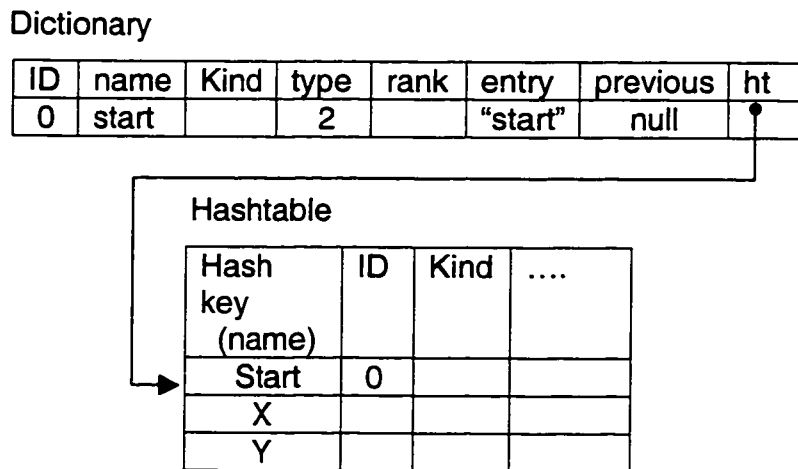 Dictionary
ID name Kind type rank entry previous ht
0 start 2 "start" null
Hashtable
Hash ID Kind ....
key
(name)
Start 0
X
Y